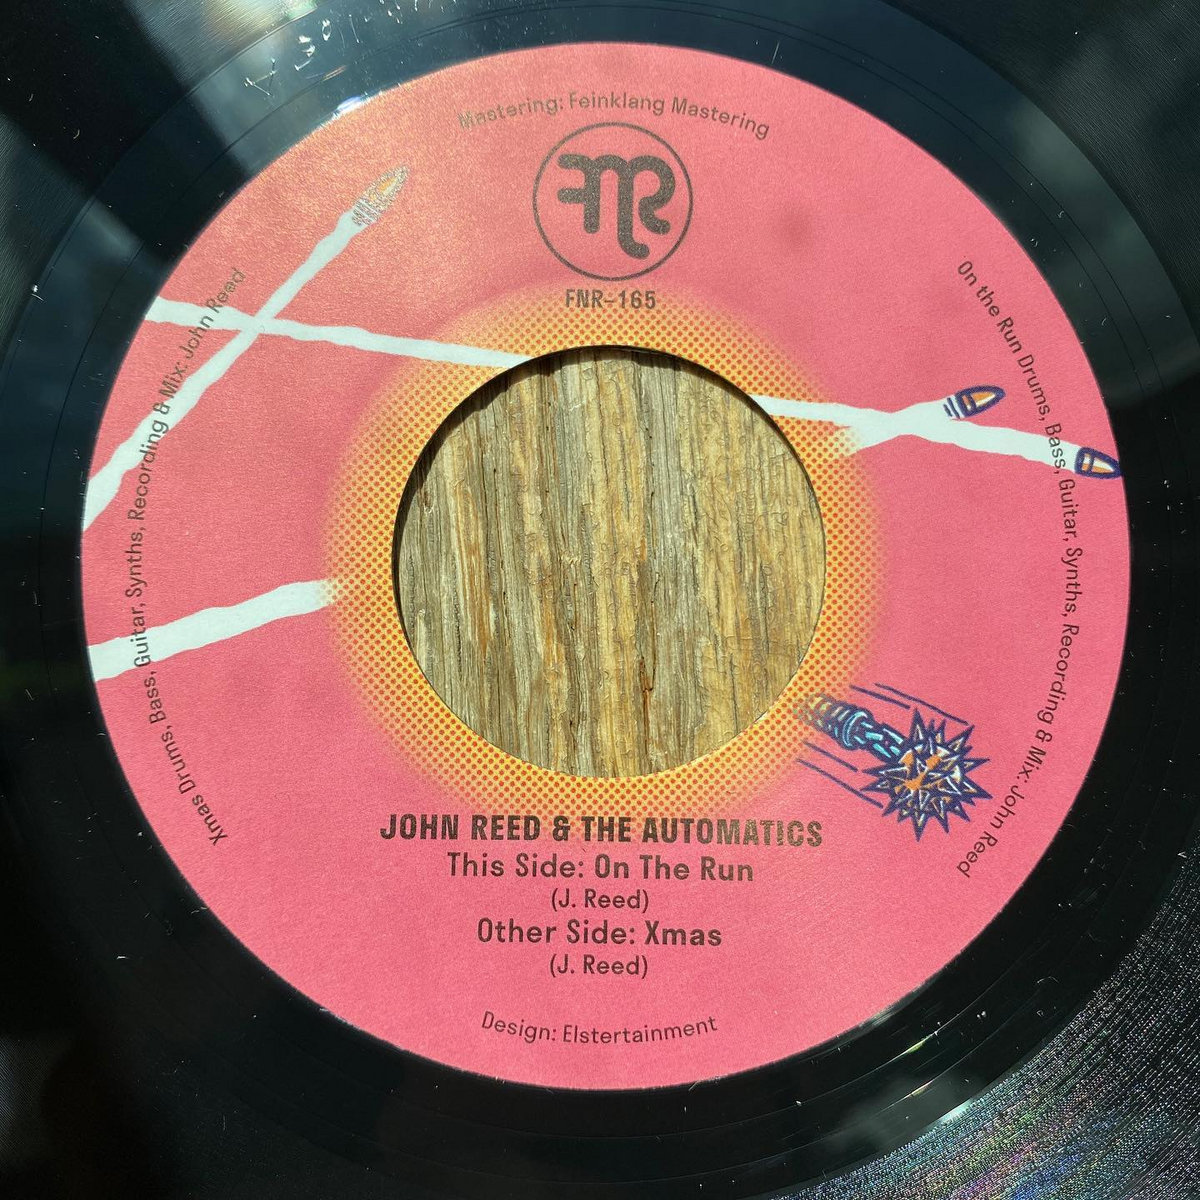 Mastering: Feinklang Mastering
FNR
FNR-165
Xmas Drums, Bass, Guitar, Synths, Recording & Mix: John Reed
On the Run Drums, Bass, Guitar, Synths, Recording & Mix: John Reed
JOHN REED & THE AUTOMATICS
This Side: On The Run
(J. Reed)
Other Side: Xmas
(J. Reed)
Design: Elstertainment